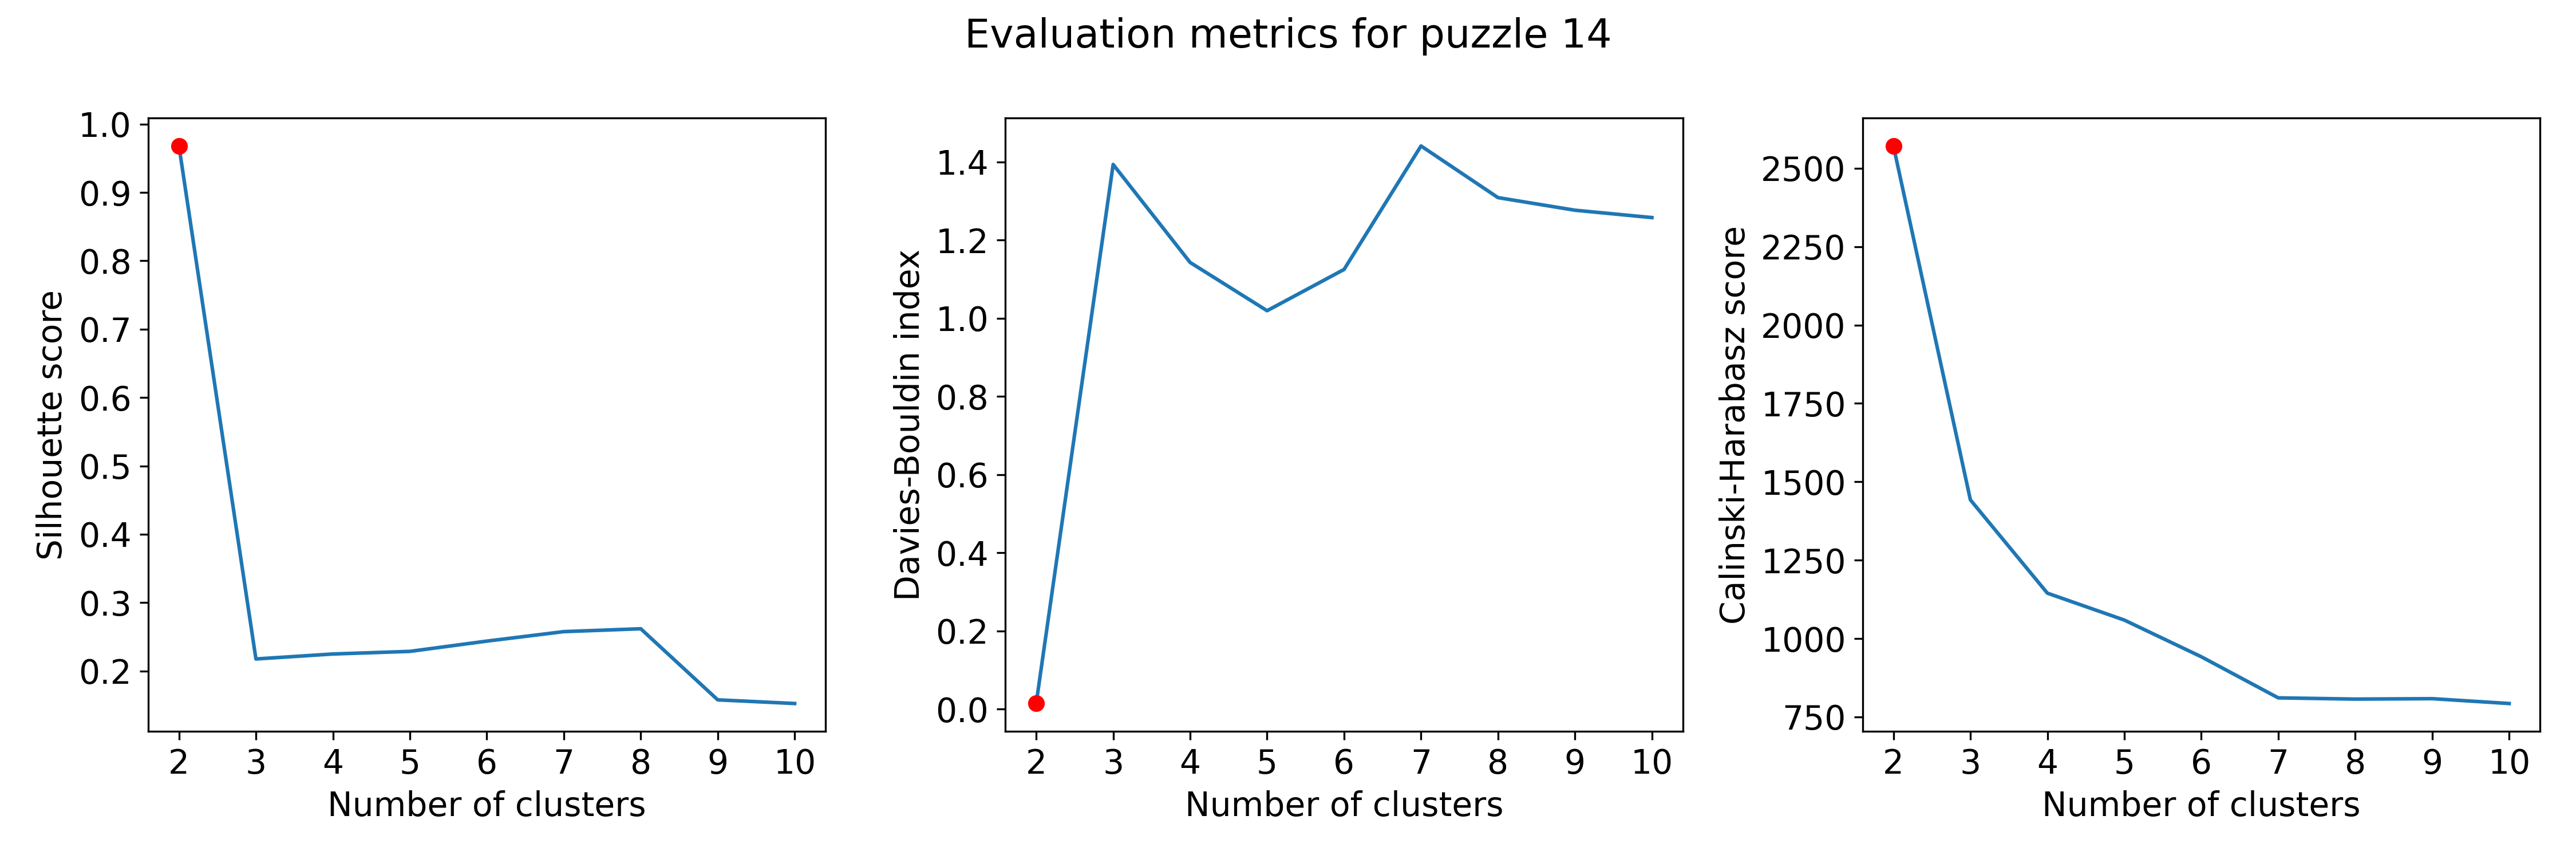 Evaluation metrics for puzzle 14
Silhouette score
1.0
0.9
0.8
0.7
0.6
0.5
0.4
0.3
0.2
2 3 4 5 6 7 8 9 10
Number of clusters
Davies-Bouldin index
1.4
1.2
1.0
0.8
0.6
0.4
0.2
0.0
2 3 4 5 6 7 8 9 10
Number of clusters
Calinski-Harabasz score
2500
2250
2000
1750
1500
1250
1000
750
2 3 4 5 6 7 8 9 10
Number of clusters